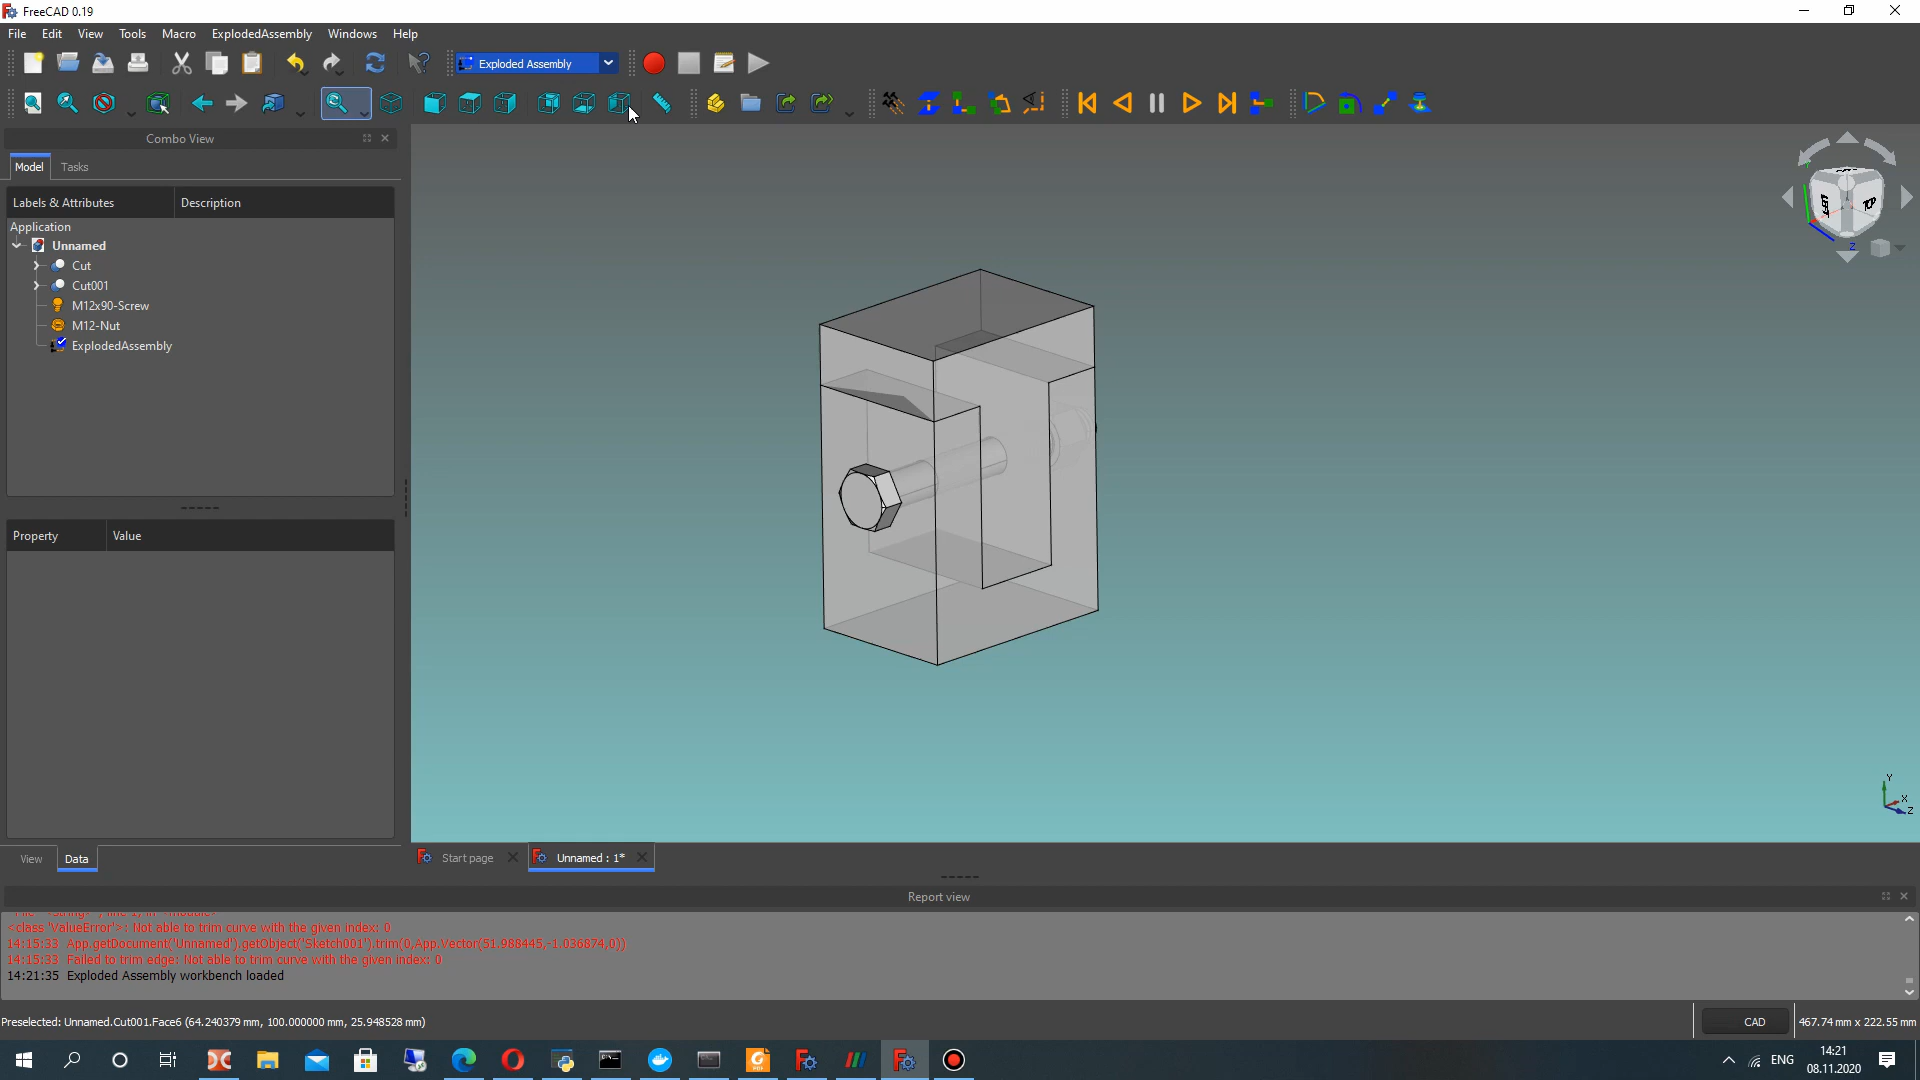 FreeCAD 0.19
File Edit View Tools Macro ExplodedAssembly Windows Help
Exploded Assembly
Combo View
Model Tasks
Labels & Attributes Description
Application
Unnamed
Cut
Cut001
M12x90-Screw
M12-Nut
ExplodedAssembly
TOP
Property Value
Y
X
Z
View Data
Start page Unnamed : 1*
Report view
<class 'ValueError'>: Not able to trim curve with the given index: 0
14:15:33 App.getDocument('Unnamed').getObject('Sketch001').trim(0,App.Vector(51.988445,-1.036874,0))
14:15:33 Failed to trim edge: Not able to trim curve with the given index: 0
14:21:35 Exploded Assembly workbench loaded
Preselected: Unnamed.Cut001.Face6 (64.240379 mm, 100.000000 mm, 25.948528 mm)
CAD 467.74 mm x 222.55 mm
ENG
14:21
08.11.2020